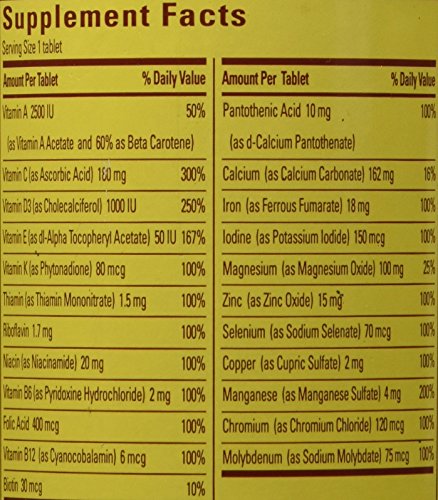 Supplement Facts
Serving Size 1 tablet
Amount Per Tablet % Daily Value
Vitamin A 2500 IU 50%
(as Vitamin A Acetate and 60% as Beta Carotene)
Vitamin C (as Ascorbic Acid) 180 mg 300%
Vitamin D3 (as Cholecalciferol) 1000 IU 250%
Vitamin E (as dl-Alpha Tocopheryl Acetate) 50 IU 167%
Vitamin K (as Phytonadione) 80 mcg 100%
Thiamin (as Thiamin Mononitrate) 1.5 mg 100%
Riboflavin 1.7 mg 100%
Niacin (as Niacinamide) 20 mg 100%
Vitamin B6 (as Pyridoxine Hydrochloride) 2 mg 100%
Folic Acid 400 mcg 100%
Vitamin B12 (as Cyanocobalamin) 6 mcg 100%
Biotin 30 mcg 10%
Amount Per Tablet % Daily Value
Pantothenic Acid 10 mg 100%
(as d-Calcium Pantothenate)
Calcium (as Calcium Carbonate) 162 mg 16%
Iron (as Ferrous Fumarate) 18 mg 100%
Iodine (as Potassium Iodide) 150 mcg 100%
Magnesium (as Magnesium Oxide) 100 mg 25%
Zinc (as Zinc Oxide) 15 mg 100%
Selenium (as Sodium Selenate) 70 mcg 100%
Copper (as Cupric Sulfate) 2 mg 100%
Manganese (as Manganese Sulfate) 4 mg 200%
Chromium (as Chromium Chloride) 120 mcg 100%
Molybdenum (as Sodium Molybdate) 75 mcg 100%